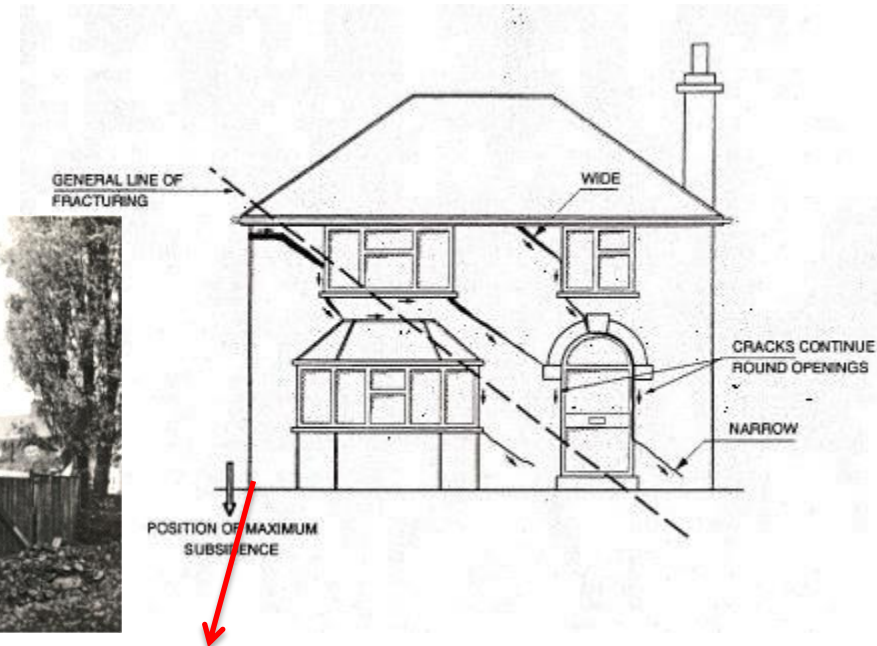 GENERAL LINE OF
FRACTURING
WIDE
CRACKS CONTINUE
ROUND OPENINGS
NARROW
POSITION OF MAXIMUM
SUBSIDENCE